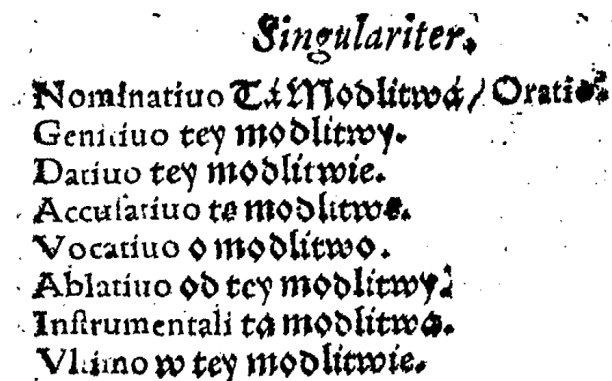 Singulariter.
Nominatiuo Tá Modlitwá / Oratio.
Genitiuo tey modlitwy.
Datiuo tey modlitwie.
Accuſatiuo tę modlitwę.
Vocatiuo o modlitwo.
Ablatiuo od tey modlitwy.
Inſtrumentali tą modlitwą.
Vltimo w tey modlitwie.